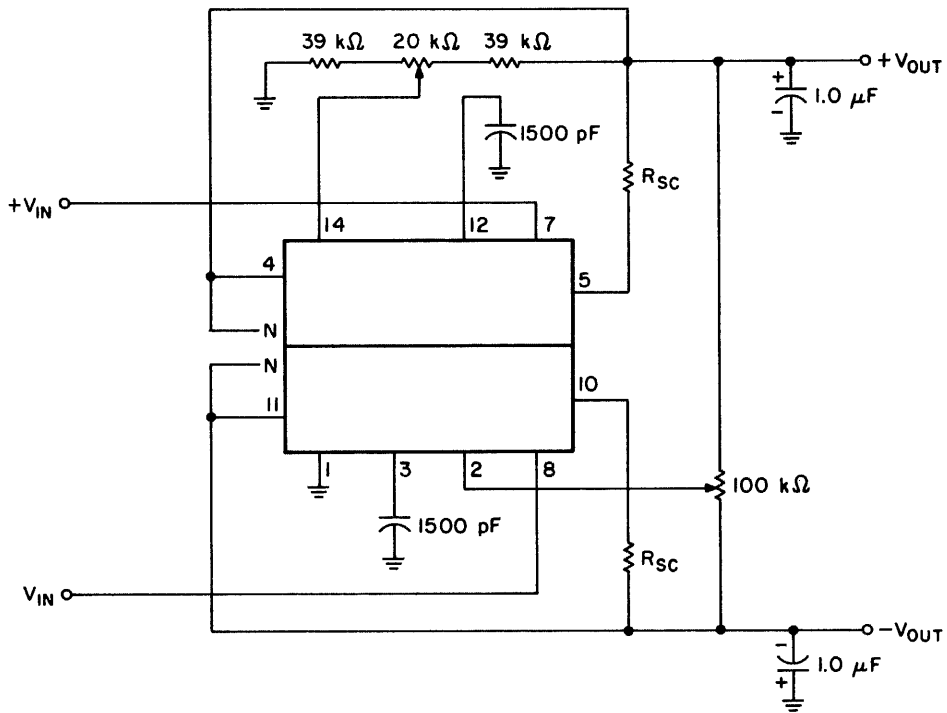 39 kΩ 20 kΩ 39 kΩ
+VOUT
+
1.0 µF
-
1500 pF
RSC
+VIN
14 12 7
4
5
N
N
10
11
1 3 2 8
100 kΩ
1500 pF
RSC
VIN
-VOUT
-
1.0 µF
+